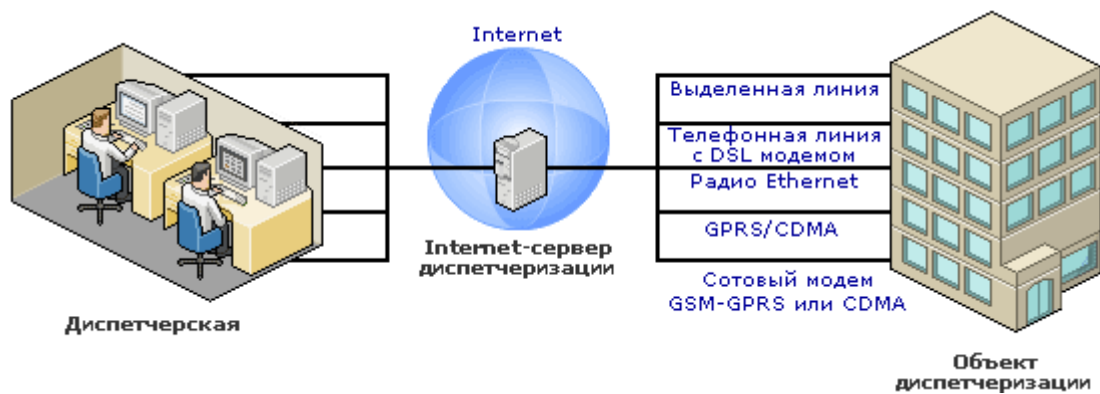 Internet
Выделенная линия
Телефонная линия
с DSL модемом
Радио Ethernet
GPRS/CDMA
Сотовый модем
GSM-GPRS или CDMA
Internet-сервер
диспетчеризации
Диспетчерская
Объект
диспетчеризации